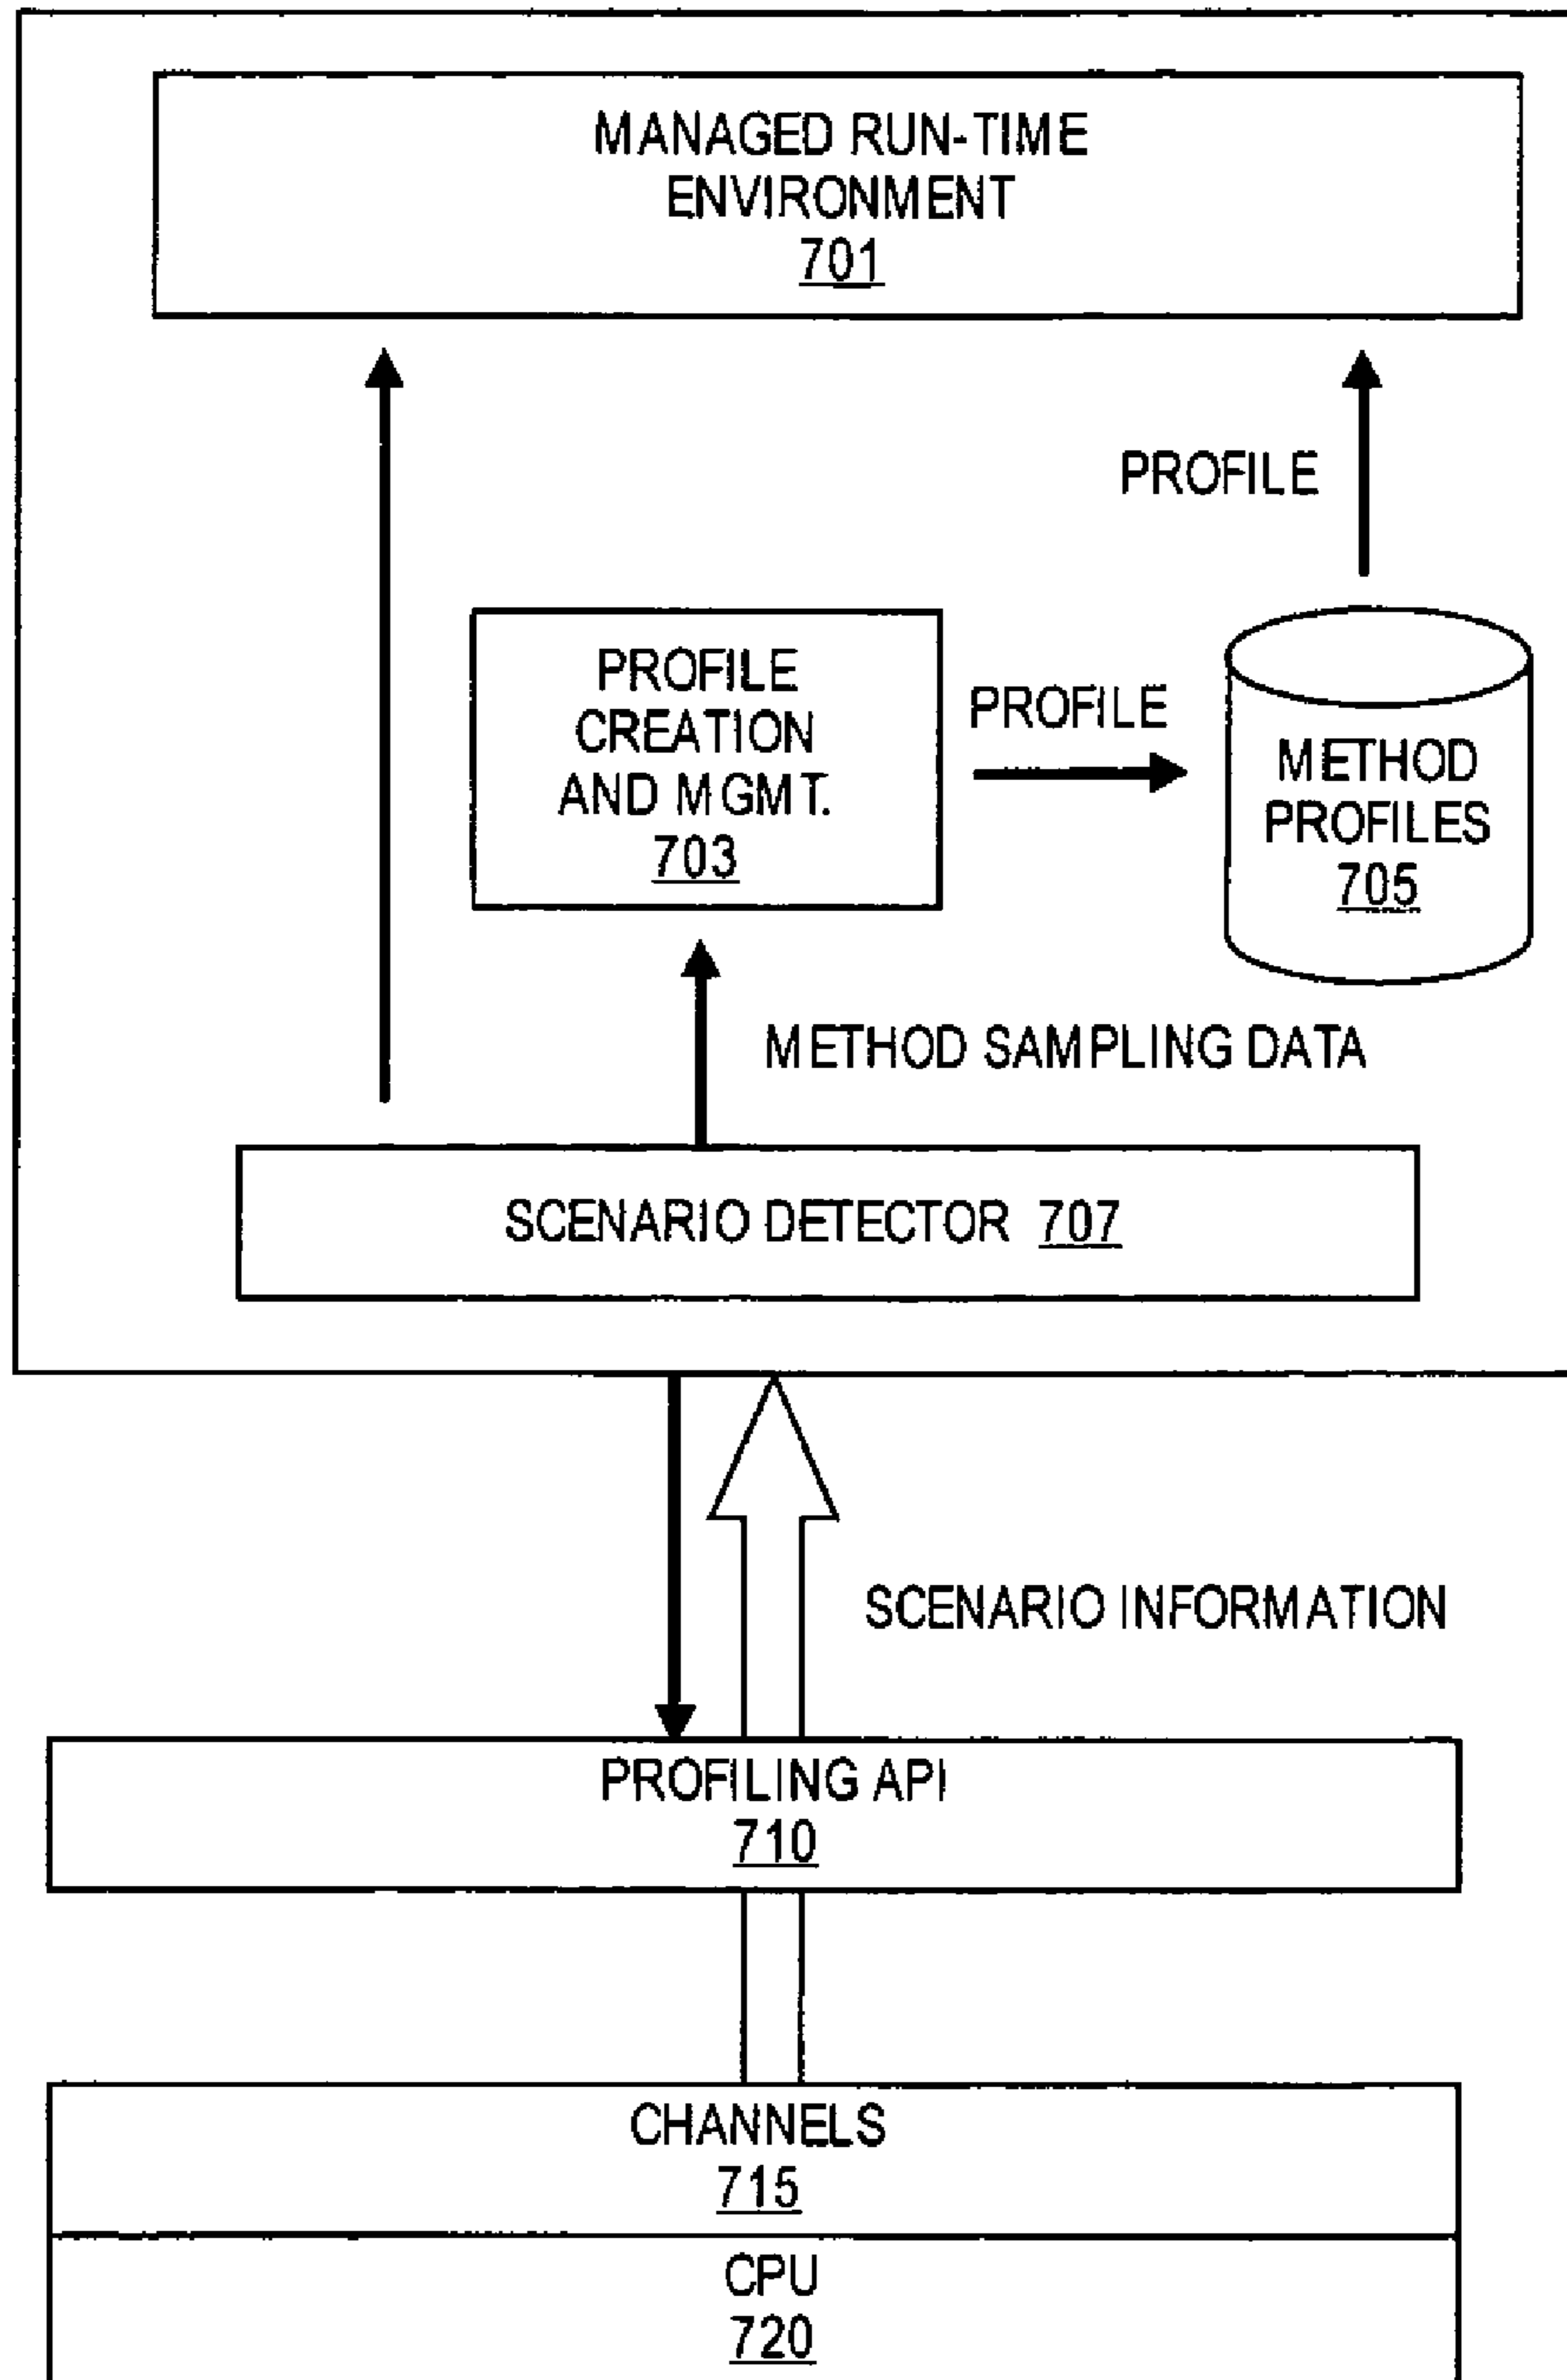 MANAGED RUN-TIME
ENVIRONMENT
701
PROFILE
PROFILE
CREATION
AND MGMT.
703
PROFILE
METHOD
PROFILES
705
METHOD SAMPLING DATA
SCENARIO DETECTOR 707
SCENARIO INFORMATION
PROFILING API
710
CHANNELS
715
CPU
720